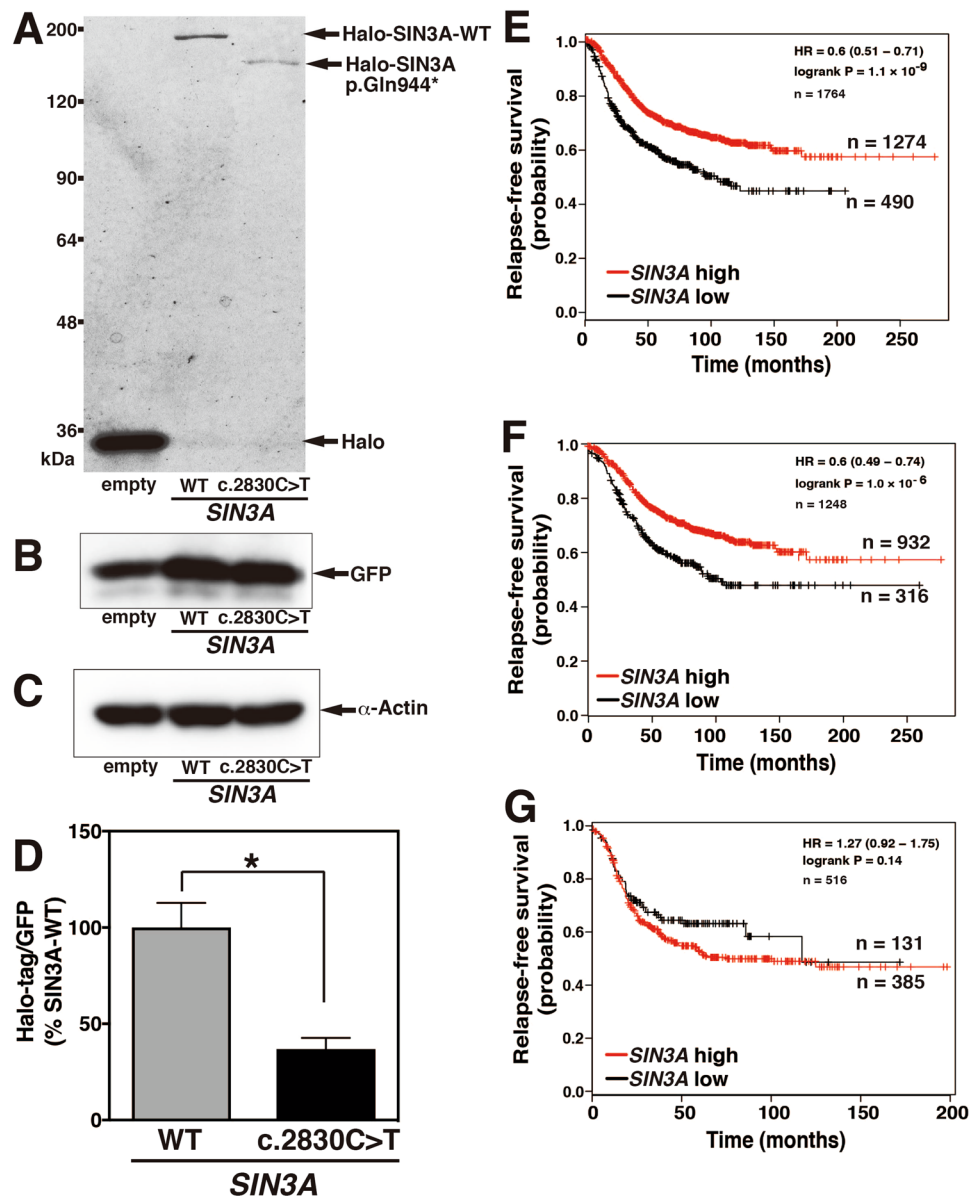 A
200
120
90
64
48
36
kDa
Halo-SIN3A-WT
Halo-SIN3A
p.Gln944*
Halo
empty WT c.2830C>T
SIN3A
B
GFP
empty WT c.2830C>T
SIN3A
C
α-Actin
empty WT c.2830C>T
SIN3A
D
Halo-tag/GFP
(% SIN3A-WT)
150
100
50
0
*
WT c.2830C>T
SIN3A
E
Relapse-free survival
(probability)
1.0
0.8
0.6
0.4
0.2
0.0
HR = 0.6 (0.51 – 0.71)
logrank P = 1.1 × 10-9
n = 1764
n = 1274
n = 490
SIN3A high
SIN3A low
0 50 100 150 200 250
Time (months)
F
Relapse-free survival
(probability)
1.0
0.8
0.6
0.4
0.2
0.0
HR = 0.6 (0.49 – 0.74)
logrank P = 1.0 × 10-6
n = 1248
n = 932
n = 316
SIN3A high
SIN3A low
0 50 100 150 200 250
Time (months)
G
Relapse-free survival
(probability)
1.0
0.8
0.6
0.4
0.2
0.0
HR = 1.27 (0.92 – 1.75)
logrank P = 0.14
n = 516
n = 131
n = 385
SIN3A high
SIN3A low
0 50 100 150 200
Time (months)